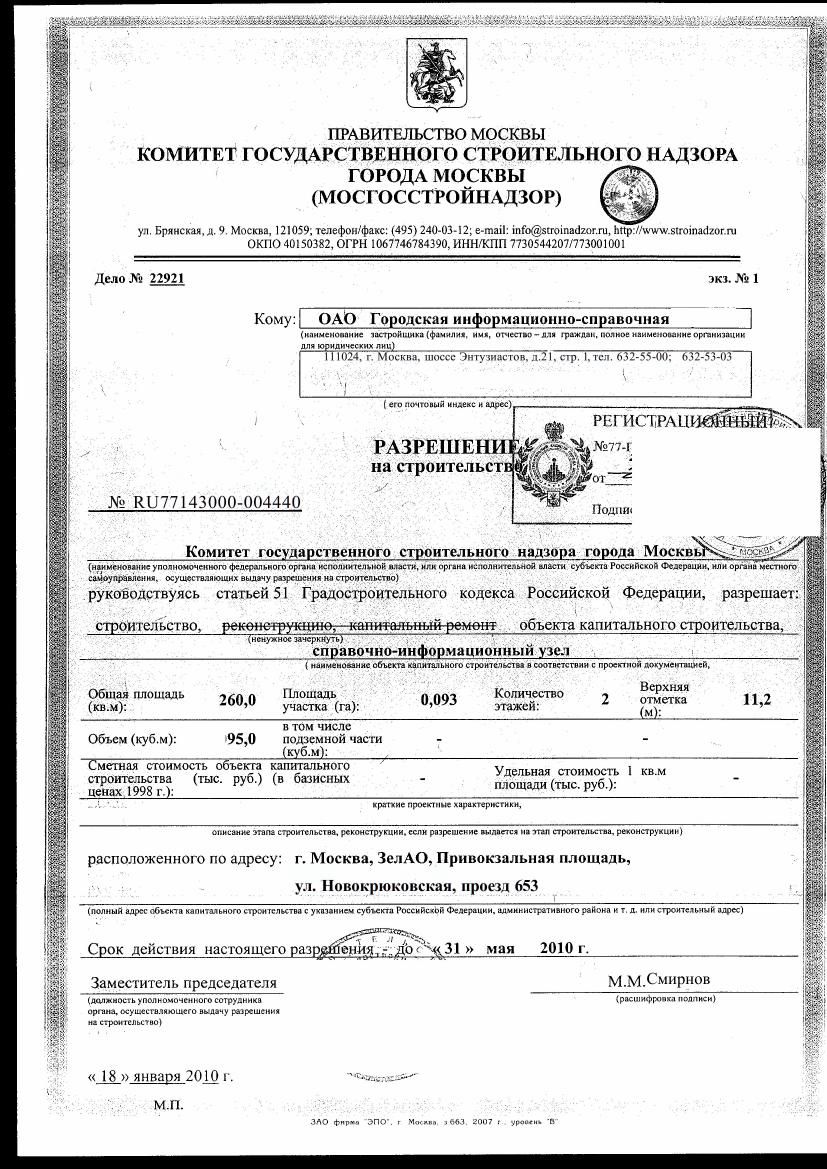 ПРАВИТЕЛЬСТВО МОСКВЫ
КОМИТЕТ ГОСУДАРСТВЕННОГО СТРОИТЕЛЬНОГО НАДЗОРА
ГОРОДА МОСКВЫ
(МОСГОССТРОЙНАДЗОР)
ул. Брянская, д. 9. Москва, 121059; телефон/факс: (495) 240-03-12; e-mail: info@stroinadzor.ru, http://www.stroinadzor.ru
ОКПО 40150382, ОГРН 1067746784390, ИНН/КПП 7730544207/773001001
Дело № 22921 экз. № 1
Кому: ОАО Городская информационно-справочная
(наименование застройщика (фамилия, имя, отчество – для граждан, полное наименование организации
для юридических лиц)
111024, г. Москва, шоссе Энтузиастов, д.21, стр. 1, тел. 632-55-00; 632-53-03
( его почтовый индекс и адрес)
РЕГИСТРАЦИОННЫЙ
РАЗРЕШЕНИЕ №77-Г
на строительство от
№ RU77143000-004440
Подпи
МОСКВА
Комитет государственного строительного надзора города Москвы
(наименование уполномоченного федерального органа исполнительной власти, или органа исполнительной власти субъекта Российской Федерации, или органа местного
самоуправления, осуществляющих выдачу разрешения на строительство)
руководствуясь статьей 51 Градостроительного кодекса Российской Федерации, разрешает:
строительство, реконструкцию, капитальный ремонт объекта капитального строительства,
(ненужное зачеркнуть)
справочно-информационный узел
( наименование объекта капитального строительства в соответствии с проектной документацией,
Общая площадь (кв.м): 260,0 Площадь участка (га): 0,093 Количество этажей: 2 Верхняя отметка (м): 11,2
Объем (куб.м): 95,0 в том числе подземной части (куб.м): - -
Сметная стоимость объекта капитального
строительства (тыс. руб.) (в базисных
ценах 1998 г.): - Удельная стоимость 1 кв.м
площади (тыс. руб.): -
краткие проектные характеристики,
описание этапа строительства, реконструкции, если разрешение выдается на этап строительства, реконструкции)
расположенного по адресу: г. Москва, ЗелАО, Привокзальная площадь,
ул. Новокрюковская, проезд 653
(полный адрес объекта капитального строительства с указанием субъекта Российской Федерации, административного района и т. д. или строительный адрес)
Срок действия настоящего разрешения - до « 31 » мая 2010 г.
Заместитель председателя М.М.Смирнов
(должность уполномоченного сотрудника (расшифровка подписи)
органа, осуществляющего выдачу разрешения
на строительство)
« 18 » января 2010 г.
М.П.
ЗАО фирма "ЭПО", г. Москва, з 663, 2007 г., уровень "В"